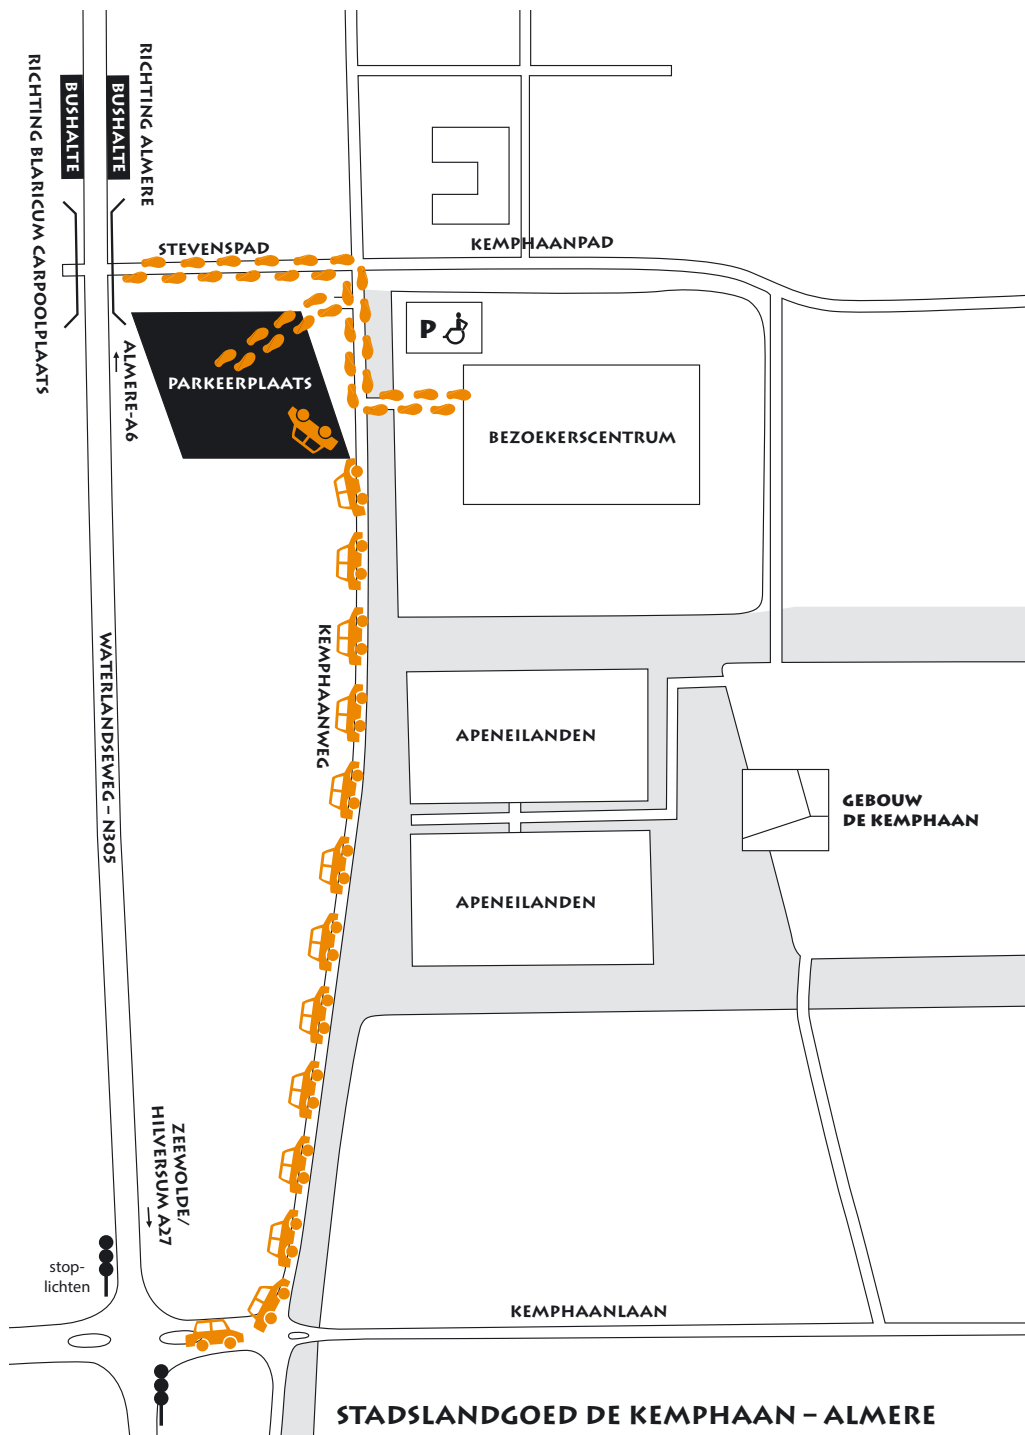 RICHTING BLARICUM CARPOOLPLAATS
BUSHALTE
BUSHALTE
RICHTING ALMERE
STEVENSPAD
KEMPHAANPAD
P
ALMERE-A6
PARKEERPLAATS
BEZOEKERSCENTRUM
WATERLANDSEWEG – N305
KEMPHAANWEG
APENEILANDEN
GEBOUW
DE KEMPHAAN
APENEILANDEN
ZEEWOLDE/
HILVERSUM A27
stop-
lichten
KEMPHAANLAAN
STADSLANDGOED DE KEMPHAAN – ALMERE